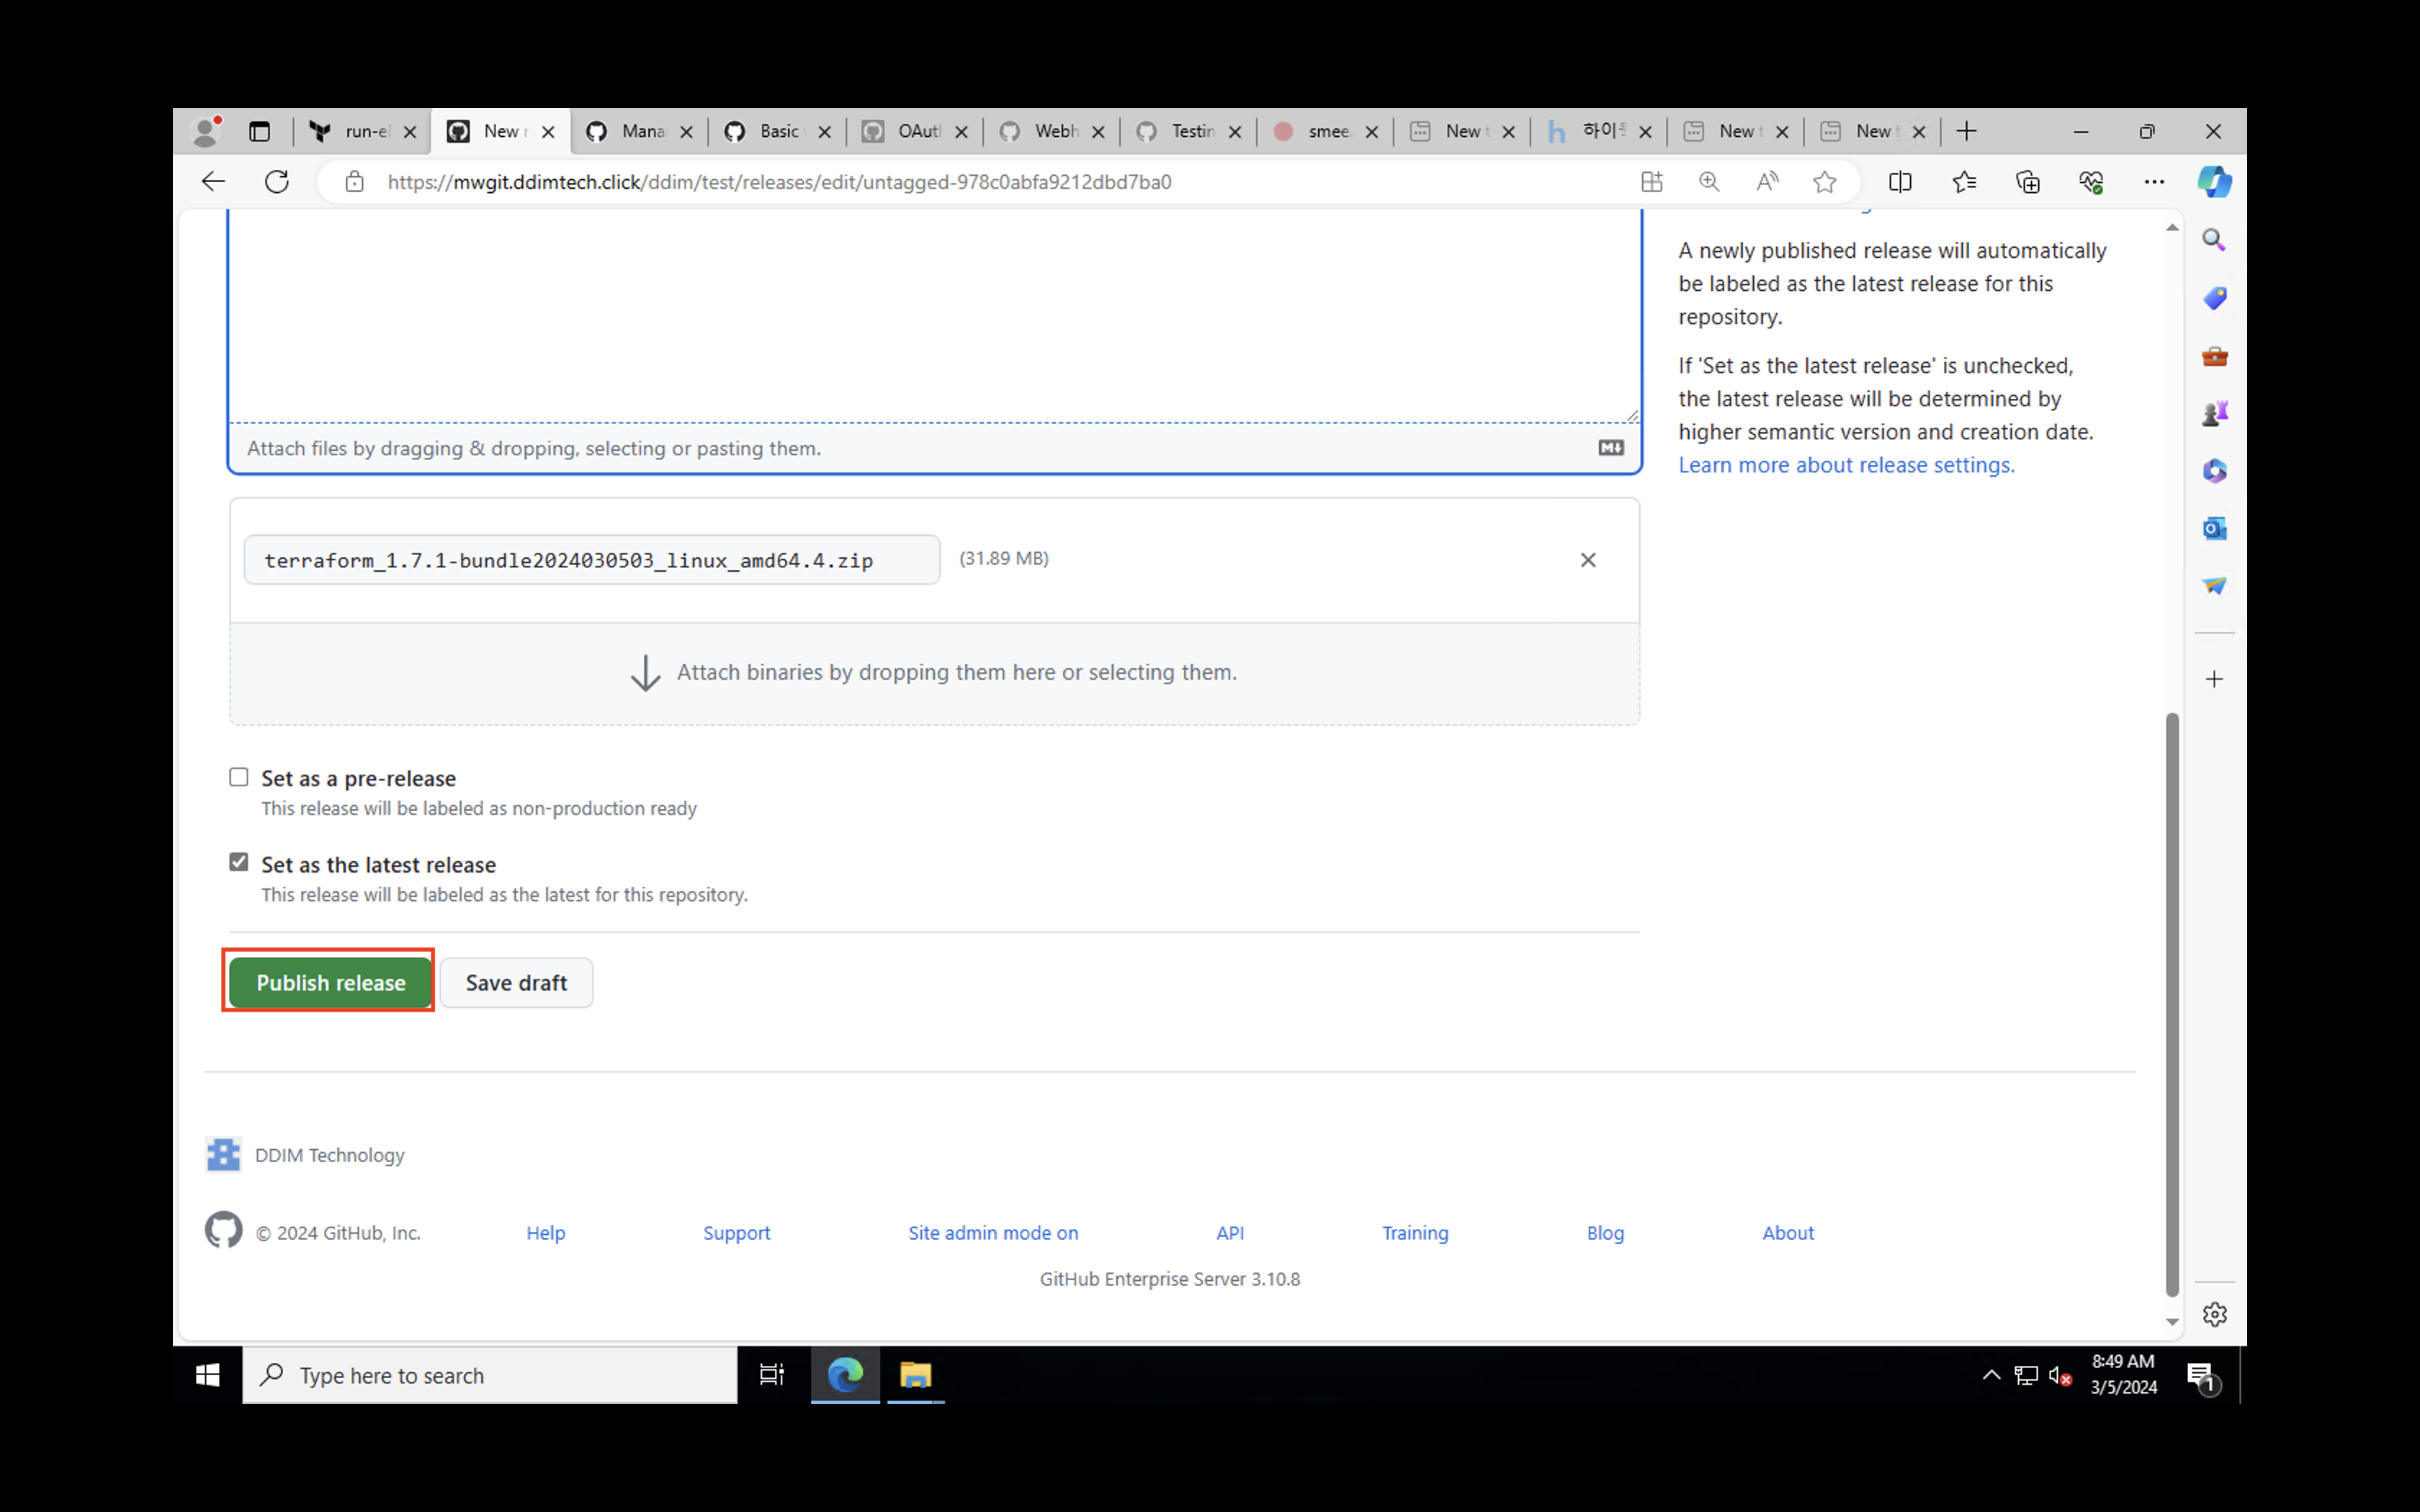 run-e
New r
Mana
Basic
OAut
Webh
Testin
smee.
New t
하이
New t
New t
https://mwgit.ddimtech.click/ddim/test/releases/edit/untagged-978c0abfa9212dbd7ba0
A newly published release will automatically
be labeled as the latest release for this
repository.
If 'Set as the latest release' is unchecked,
the latest release will be determined by
higher semantic version and creation date.
Learn more about release settings.
Attach files by dragging & dropping, selecting or pasting them.
terraform_1.7.1-bundle2024030503_linux_amd64.4.zip
(31.89 MB)
Attach binaries by dropping them here or selecting them.
Set as a pre-release
This release will be labeled as non-production ready
Set as the latest release
This release will be labeled as the latest for this repository.
Publish release
Save draft
DDIM Technology
© 2024 GitHub, Inc.
Help
Support
Site admin mode on
API
Training
Blog
About
GitHub Enterprise Server 3.10.8
Type here to search
8:49 AM
3/5/2024
1